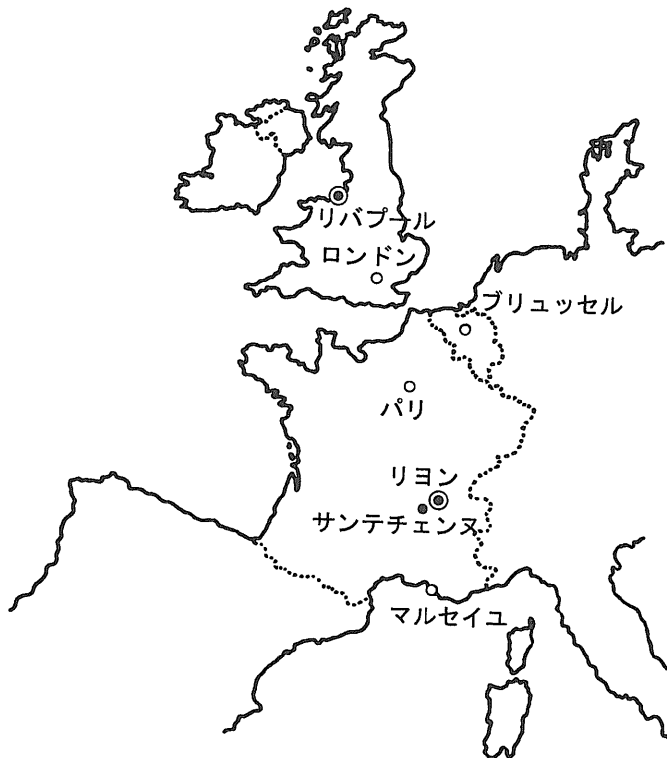 リバプール
ロンドン
ブリュッセル
パリ
リヨン
サンテチェンヌ
マルセイユ